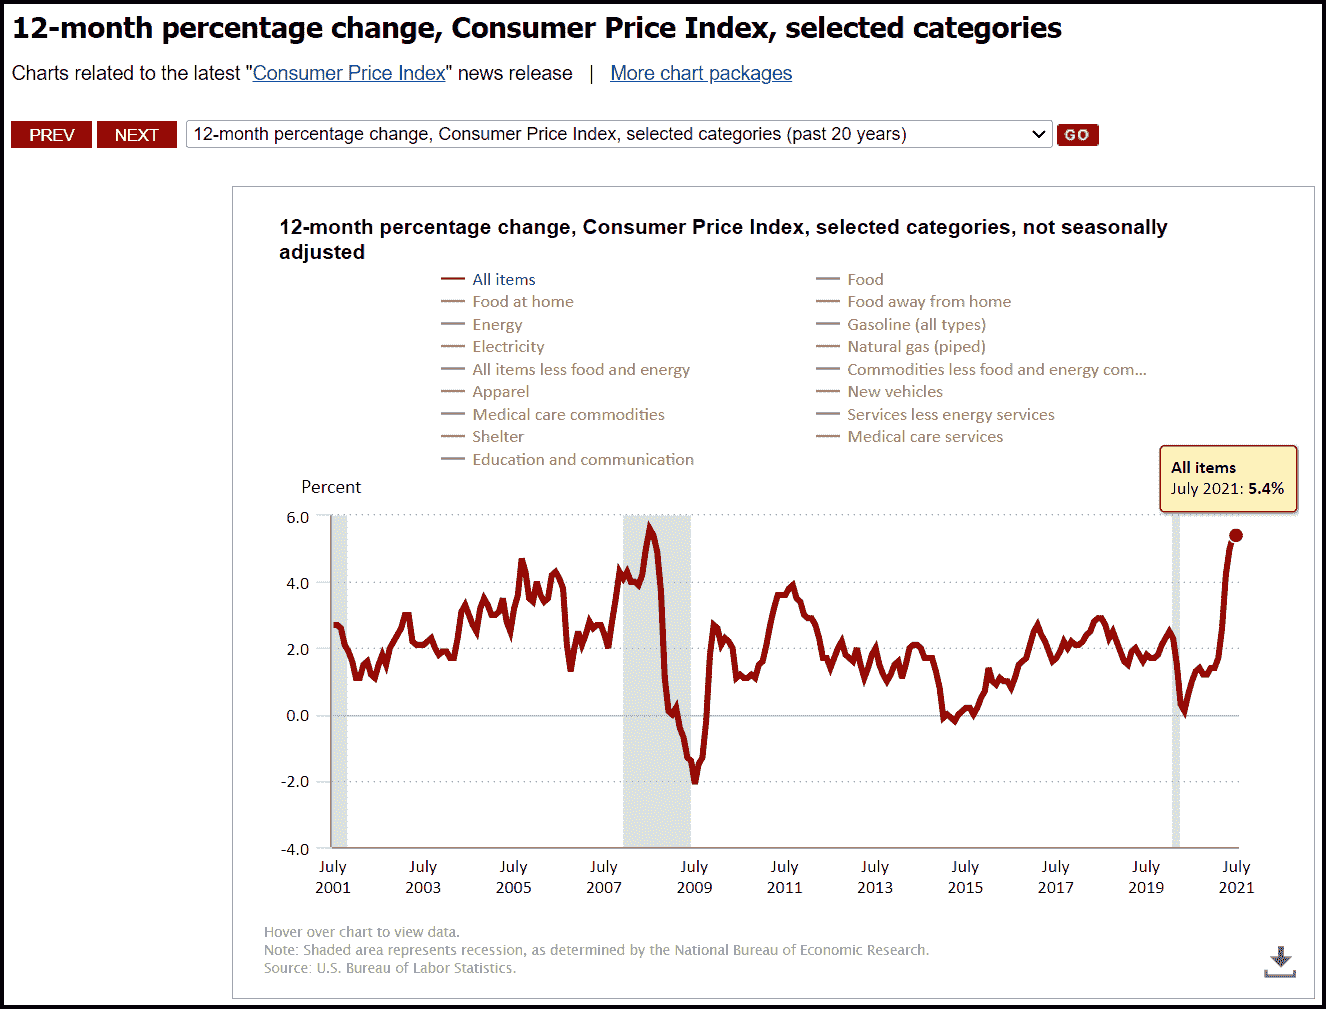 12-month percentage change, Consumer Price Index, selected categories
Charts related to the latest "Consumer Price Index" news release | More chart packages
PREV NEXT 12-month percentage change, Consumer Price Index, selected categories (past 20 years) GO
12-month percentage change, Consumer Price Index, selected categories, not seasonally
adjusted
All items Food
Food at home Food away from home
Energy Gasoline (all types)
Electricity Natural gas (piped)
All items less food and energy Commodities less food and energy com...
Apparel New vehicles
Medical care commodities Services less energy services
Shelter Medical care services
Education and communication
All items
July 2021: 5.4%
Percent
6.0
4.0
2.0
0.0
-2.0
-4.0
July July July July July July July July July July July
2001 2003 2005 2007 2009 2011 2013 2015 2017 2019 2021
Hover over chart to view data.
Note: Shaded area represents recession, as determined by the National Bureau of Economic Research.
Source: U.S. Bureau of Labor Statistics.